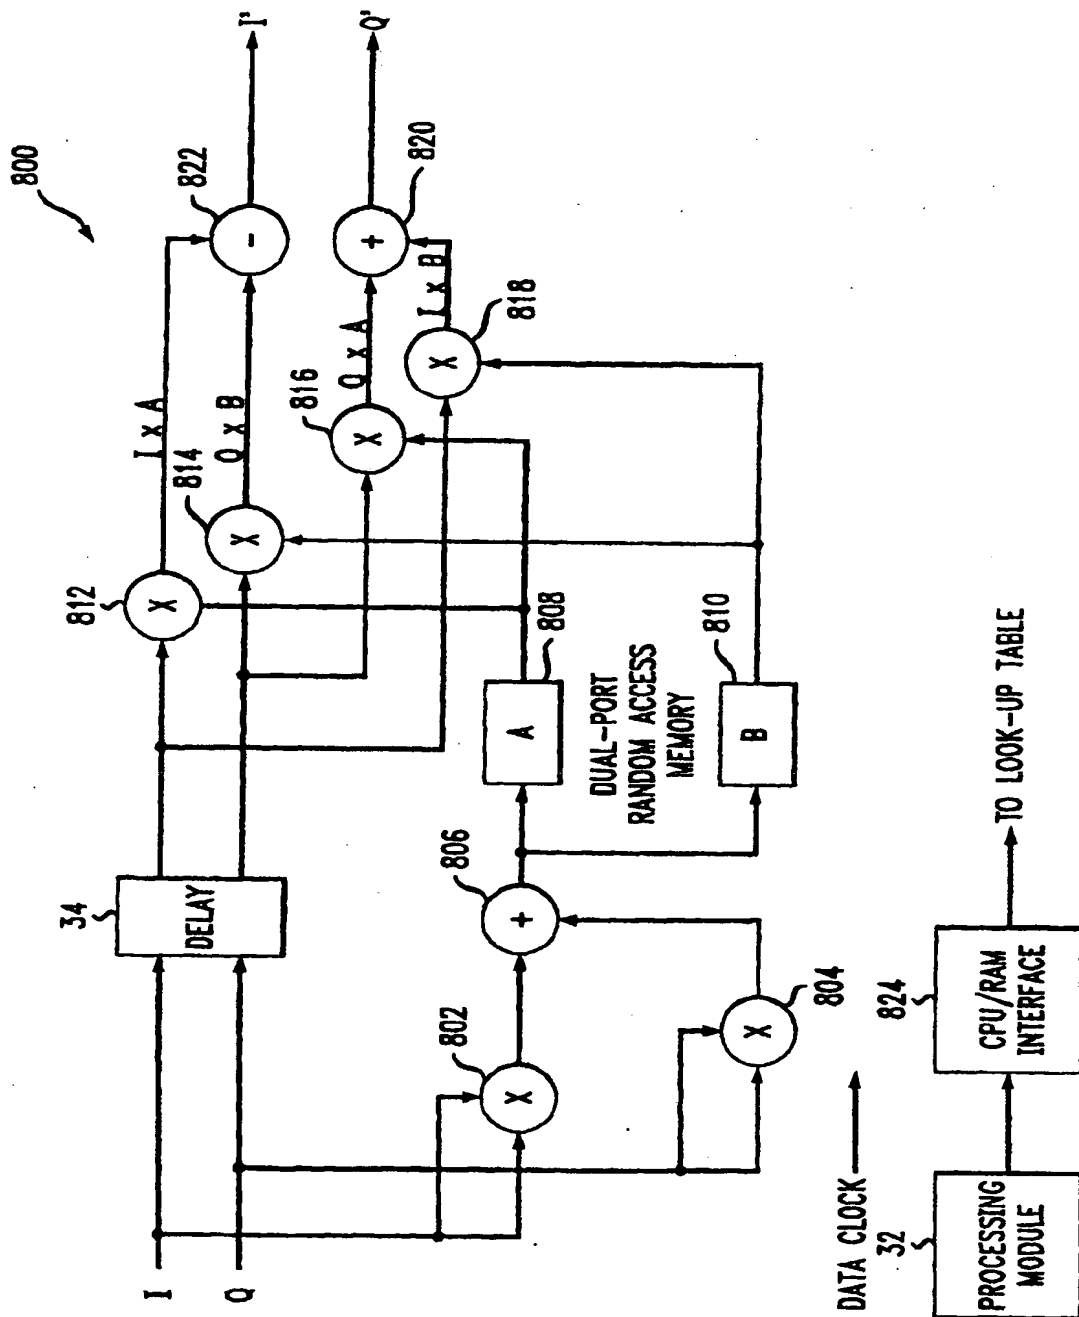 800
I
Q
34
DELAY
812
X
I x A
814
X
Q x B
822
-
I'
816
X
Q x A
820
+
Q'
818
X
I x B
802
X
804
X
806
+
808
A
DUAL-PORT
RANDOM ACCESS
MEMORY
810
B
DATA CLOCK
32
PROCESSING
MODULE
824
CPU/RAM
INTERFACE
TO LOOK-UP TABLE